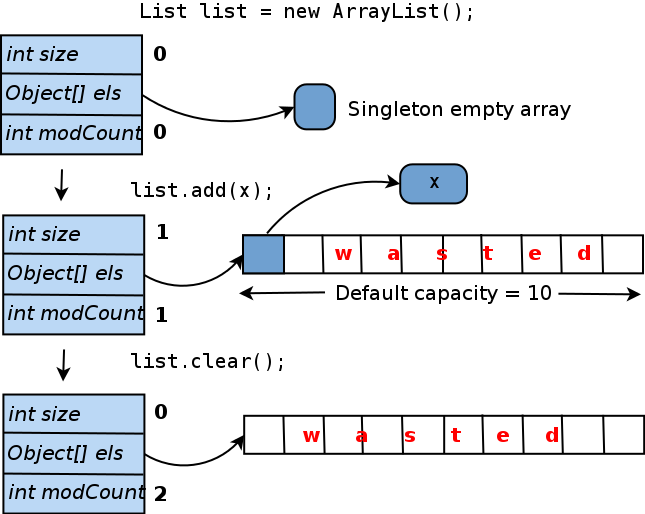 List list = new ArrayList();
int size 0
Object[] els
Singleton empty array
int modCount 0
list.add(x);
x
int size 1
wasted
Object[] els
Default capacity = 10
int modCount 1
list.clear();
int size 0
wasted
Object[] els
int modCount 2